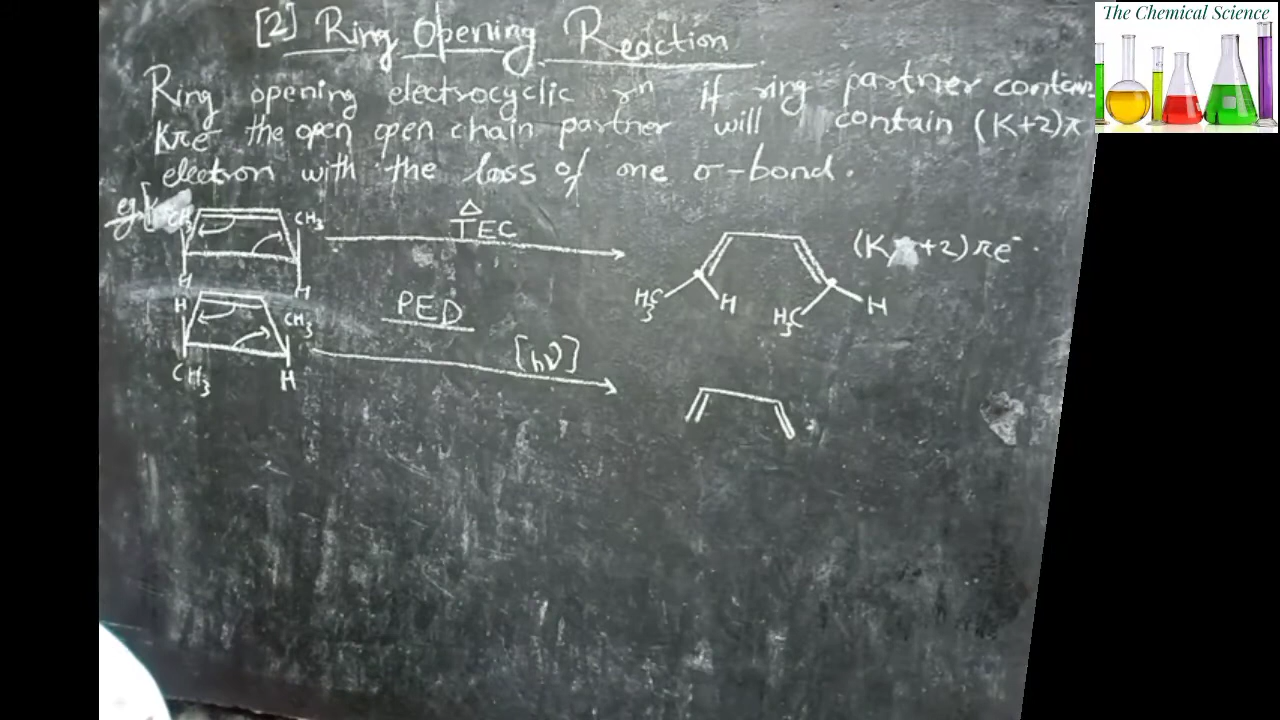 The Chemical Science
[2] Ring Opening Reaction
Ring opening electrocyclic rⁿ if ring partner contains
Kπe⁻ the open open chain partner will contain (K+2)π
electron with the loss of one σ-bond.
eg
CH₃ CH₃
Δ
TEC
(K +2)πe⁻
H H
H₃C H H₃C H
H CH₃
PED
[hν]
CH₃ H